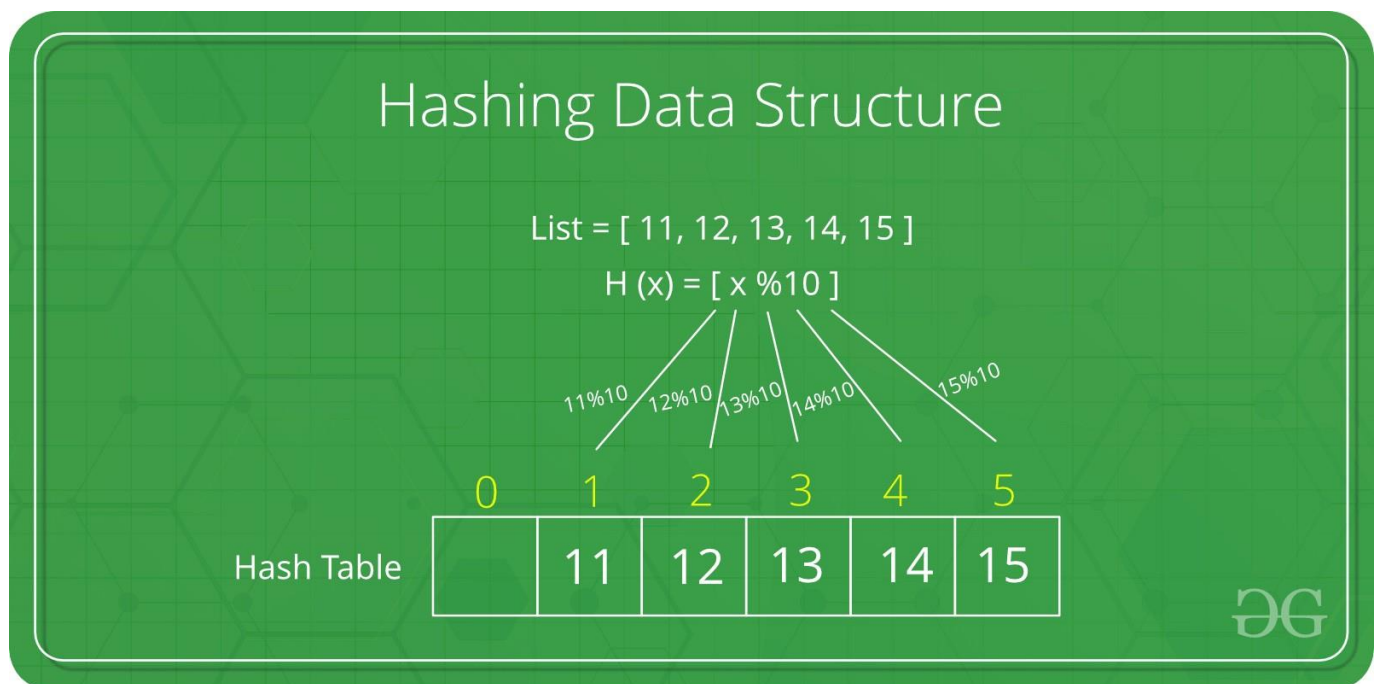 Hashing Data Structure
List = [ 11, 12, 13, 14, 15 ]
H (x) = [ x %10 ]
11%10 12%10 13%10 14%10 15%10
0 1 2 3 4 5
Hash Table 11 12 13 14 15